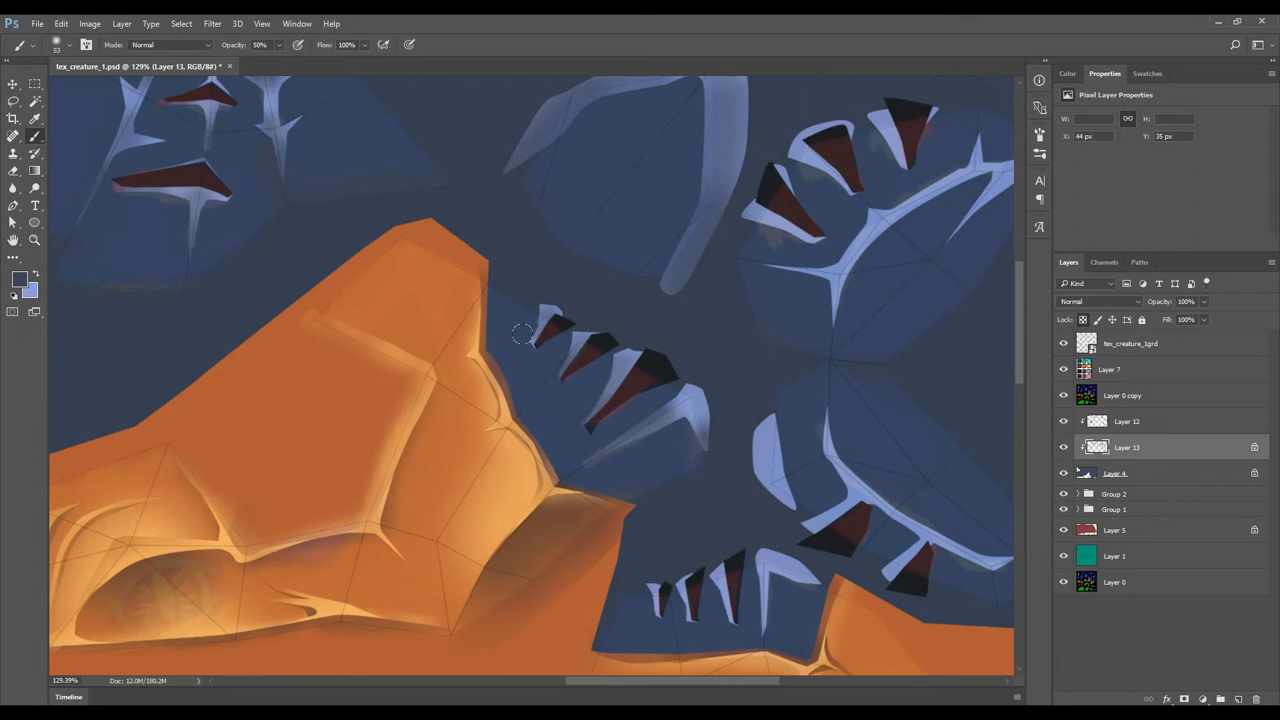 Ps File Edit Image Layer Type Select Filter 3D View Window Help
53 Mode: Normal Opacity: 50% Flow: 100%
tex_creature_1.psd @ 129% (Layer 13, RGB/8#) * ×
Color Properties Swatches
Pixel Layer Properties
W: H:
X: 44 px Y: 35 px
Layers Channels Paths
Kind
Normal Opacity: 100%
Lock: Fill: 100%
tex_creature_1grd
Layer 7
Layer 0 copy
Layer 12
Layer 13
Layer 4
Group 2
Group 1
Layer 5
Layer 1
Layer 0
129.39% Doc: 12.0M/180.2M
Timeline